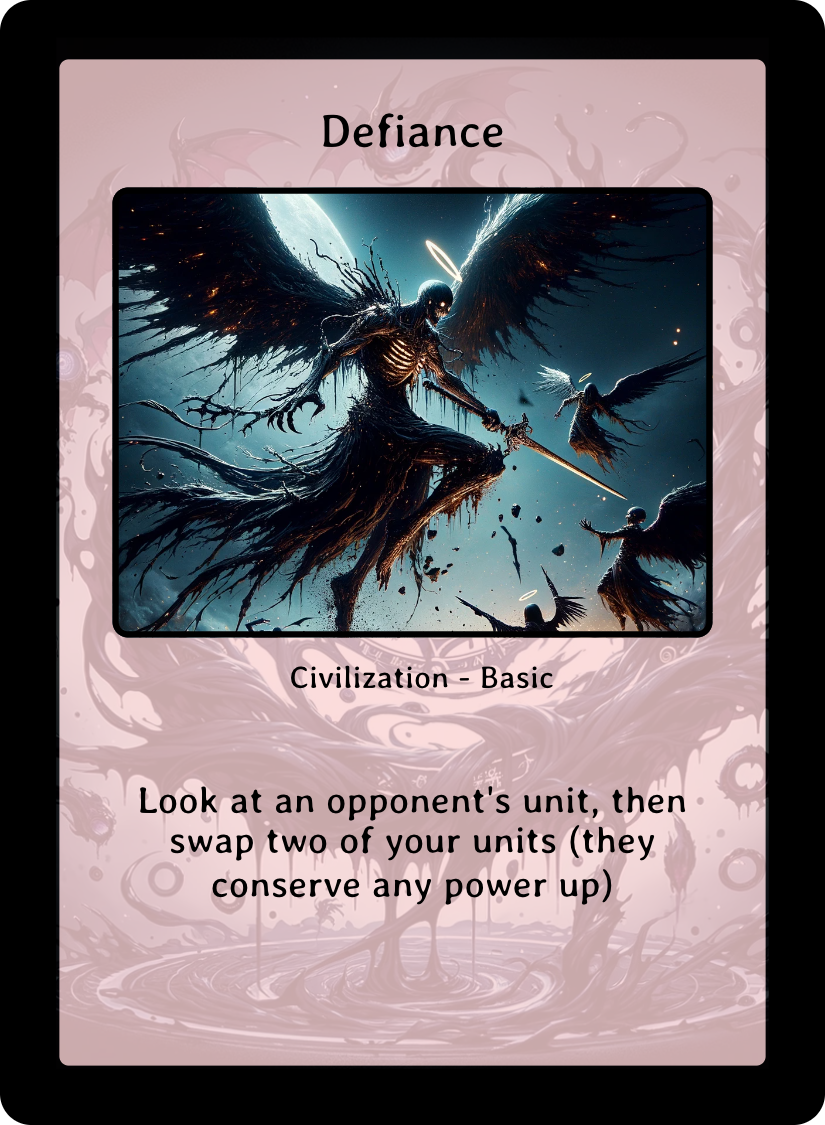 Defiance
Civilization - Basic
Look at an opponent's unit, then
swap two of your units (they
conserve any power up)